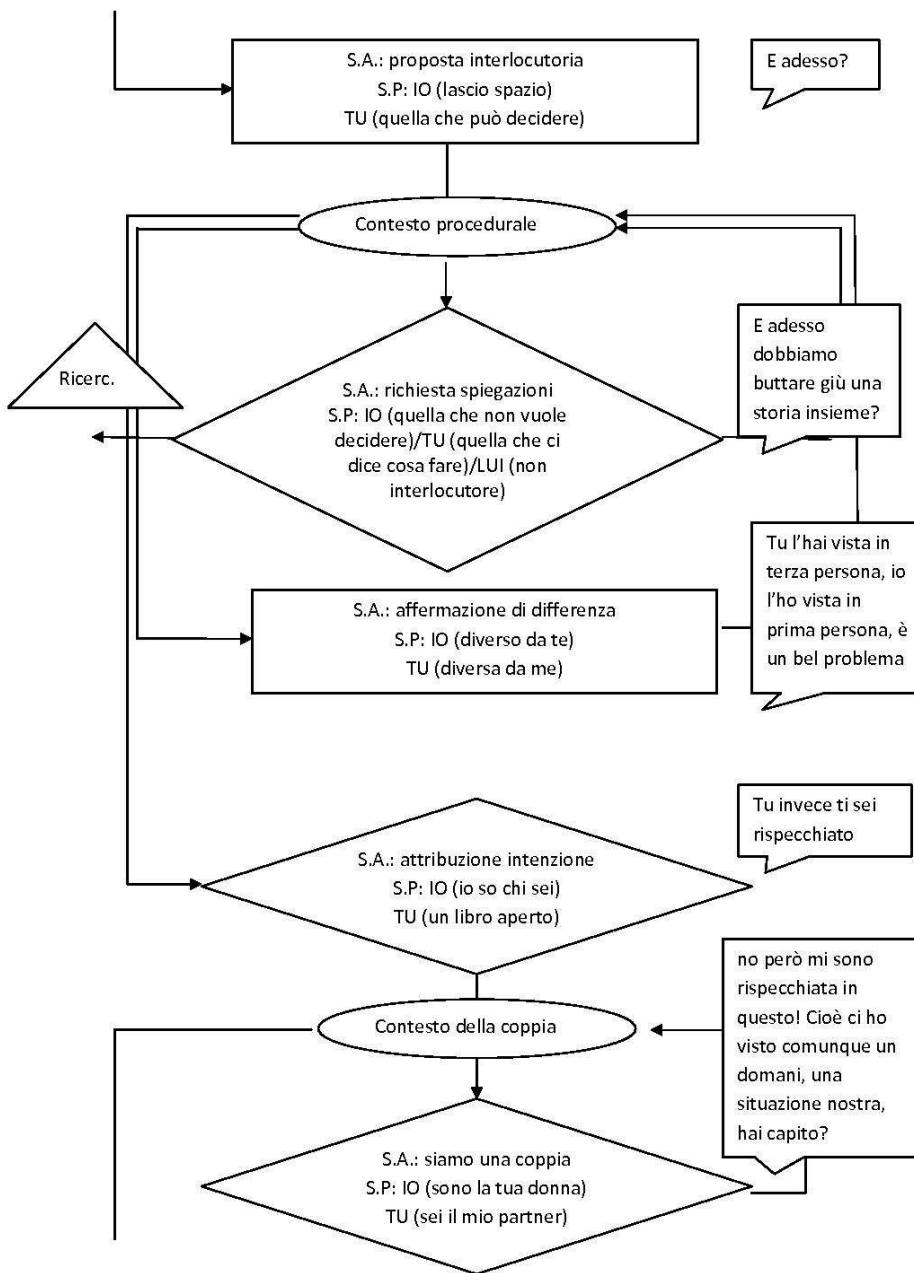 S.A.: proposta interlocutoria
S.P: IO (lascio spazio)
TU (quella che può decidere)
E adesso?
Contesto procedurale
Ricerc.
S.A.: richiesta spiegazioni
S.P: IO (quella che non vuole
decidere)/TU (quella che ci
dice cosa fare)/LUI (non
interlocutore)
E adesso
dobbiamo
buttare giù una
storia insieme?
S.A.: affermazione di differenza
S.P: IO (diverso da te)
TU (diversa da me)
Tu l'hai vista in
terza persona, io
l'ho vista in
prima persona, è
un bel problema
S.A.: attribuzione intenzione
S.P: IO (io so chi sei)
TU (un libro aperto)
Tu invece ti sei
rispecchiato
Contesto della coppia
no però mi sono
rispecchiata in
questo! Cioè ci ho
visto comunque un
domani, una
situazione nostra,
hai capito?
S.A.: siamo una coppia
S.P: IO (sono la tua donna)
TU (sei il mio partner)